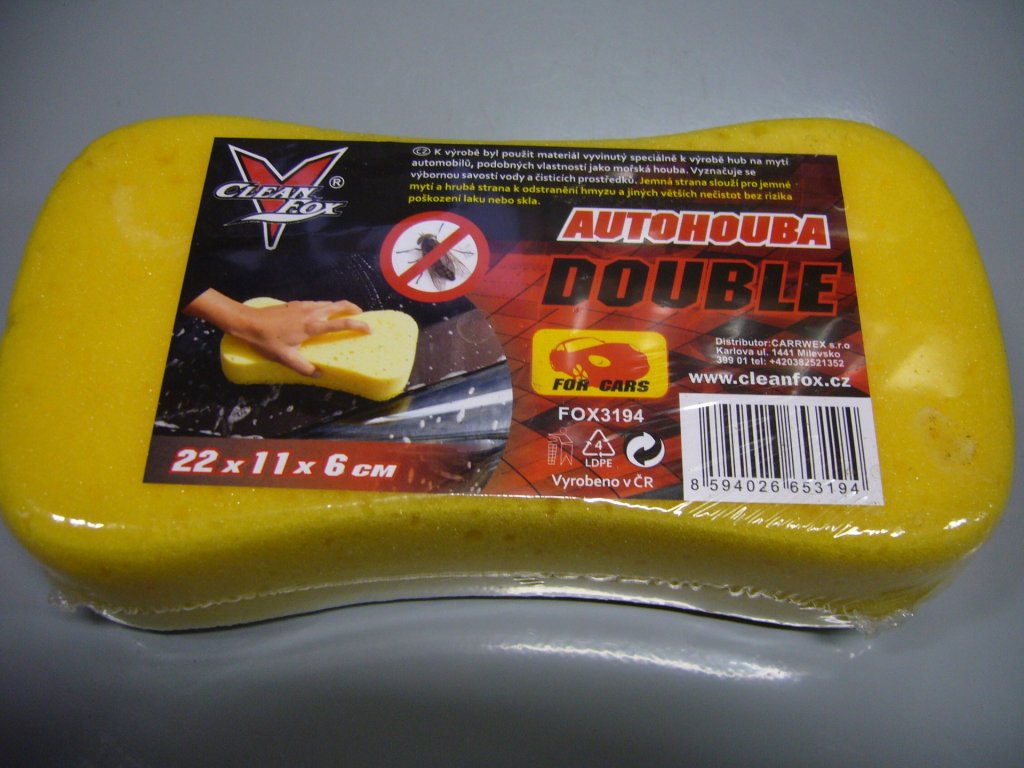 CLEAN
FOX ®
CZ K výrobě byl použit materiál vyvinutý speciálně k výrobě hub na mytí
automobilů, podobných vlastností jako mořská houba. Vyznačuje se
výbornou savostí vody a čisticích prostředků. Jemná strana slouží pro jemné
mytí a hrubá strana k odstranění hmyzu a jiných větších nečistot bez rizika
poškození laku nebo skla.
AUTOHOUBA
DOUBLE
FOR CARS
Distributor:CARRWEX s.r.o
Karlova ul. 1441 Milevsko
399 01 tel: +420382521352
www.cleanfox.cz
FOX3194
4
LDPE
Vyrobeno v ČR
22 x 11 x 6 CM
8 594026 653194